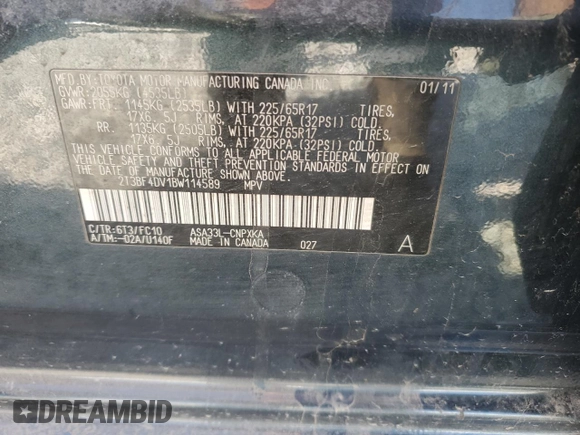 MFD.BY:TOYOTA MOTOR MANUFACTURING CANADA INC. 01/11
GVWR:2055KG (4535LB)
GAWR:FRT. 1145KG (2535LB) WITH 225/65R17 TIRES,
17X6.5J RIMS, AT 220KPA (32PSI) COLD.
RR. 1135KG (2505LB) WITH 225/65R17 TIRES,
17X6.5J RIMS, AT 220KPA (32PSI) COLD.
THIS VEHICLE CONFORMS TO ALL APPLICABLE FEDERAL MOTOR
VEHICLE SAFETY AND THEFT PREVENTION STANDARDS IN EFFECT
ON THE DATE OF MANUFACTURE SHOWN ABOVE.
2T3BF4DV1BW114589 MPV
C/TR:6T3/FC10 ASA33L-CNPXKA
A/TM:-02A/U140F MADE IN CANADA 027 A
DREAMBID